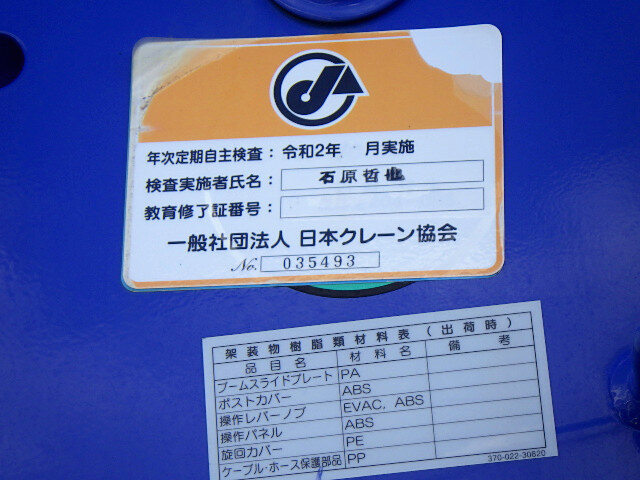 年次定期自主検査：令和2年　月実施
検査実施者氏名： 石原哲也
教育修了証番号：
一般社団法人 日本クレーン協会
No. 035493
架装物樹脂類材料表（出荷時）
品目名 材料名 備考
ブームスライドプレート PA
ポストカバー ABS
操作レバーノブ EVAC, ABS
操作パネル ABS
旋回カバー PE
ケーブル・ホース保護部品 PP
370-022-30820